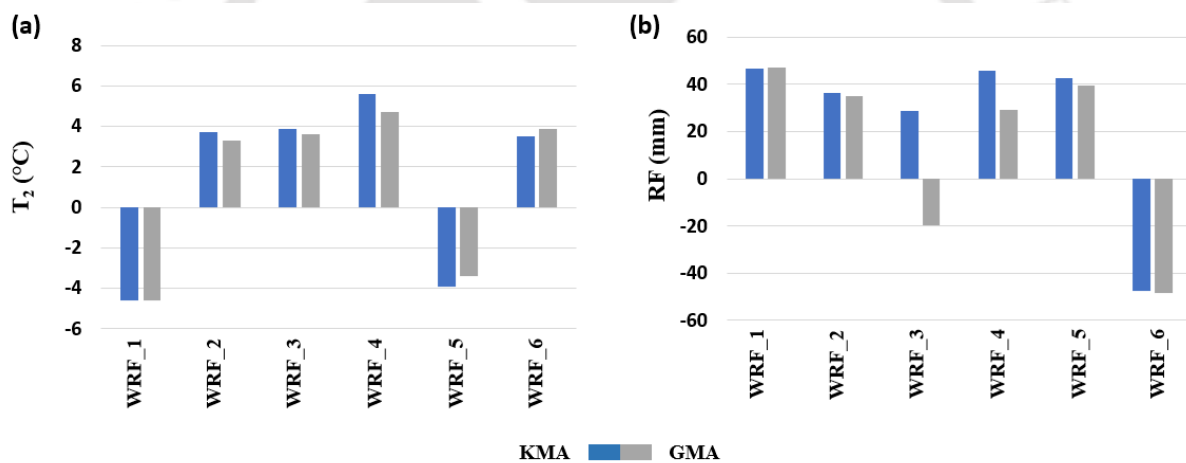 (a)
T₂ (°C)
8
6
4
2
0
-2
-4
-6
WRF_1
WRF_2
WRF_3
WRF_4
WRF_5
WRF_6
(b)
RF (mm)
60
40
20
0
-20
-40
-60
WRF_1
WRF_2
WRF_3
WRF_4
WRF_5
WRF_6
KMA GMA